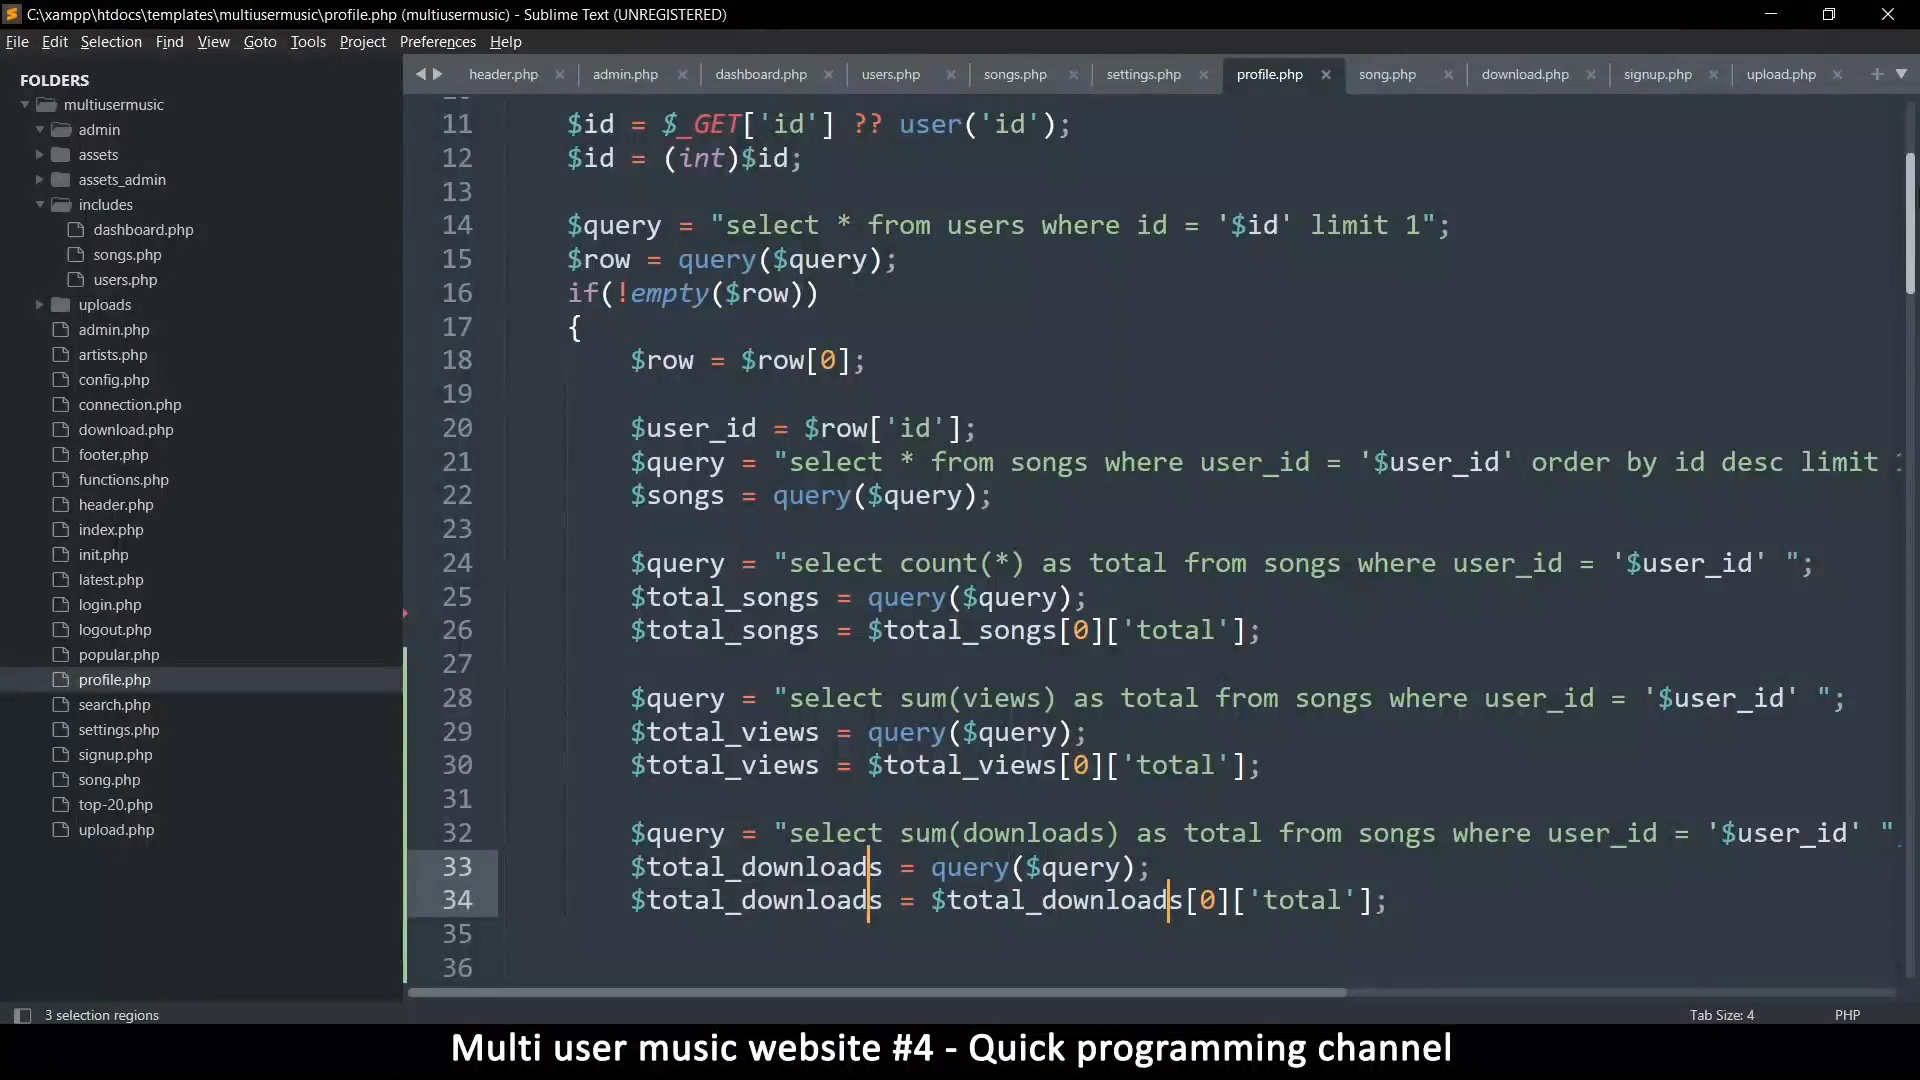 C:\xampp\htdocs\templates\multiusermusic\profile.php (multiusermusic) - Sublime Text (UNREGISTERED)
File Edit Selection Find View Goto Tools Project Preferences Help
FOLDERS
multiusermusic
admin
assets
assets_admin
includes
dashboard.php
songs.php
users.php
uploads
admin.php
artists.php
config.php
connection.php
download.php
footer.php
functions.php
header.php
index.php
init.php
latest.php
login.php
logout.php
popular.php
profile.php
search.php
settings.php
signup.php
song.php
top-20.php
upload.php
header.php admin.php dashboard.php users.php songs.php settings.php profile.php song.php download.php signup.php upload.php
11 $id = $_GET['id'] ?? user('id');
12 $id = (int)$id;
13
14 $query = "select * from users where id = '$id' limit 1";
15 $row = query($query);
16 if(!empty($row))
17 {
18 $row = $row[0];
19
20 $user_id = $row['id'];
21 $query = "select * from songs where user_id = '$user_id' order by id desc limit
22 $songs = query($query);
23
24 $query = "select count(*) as total from songs where user_id = '$user_id' ";
25 $total_songs = query($query);
26 $total_songs = $total_songs[0]['total'];
27
28 $query = "select sum(views) as total from songs where user_id = '$user_id' ";
29 $total_views = query($query);
30 $total_views = $total_views[0]['total'];
31
32 $query = "select sum(downloads) as total from songs where user_id = '$user_id' "
33 $total_downloads = query($query);
34 $total_downloads = $total_downloads[0]['total'];
35
36
3 selection regions
Tab Size: 4 PHP
Multi user music website #4 - Quick programming channel